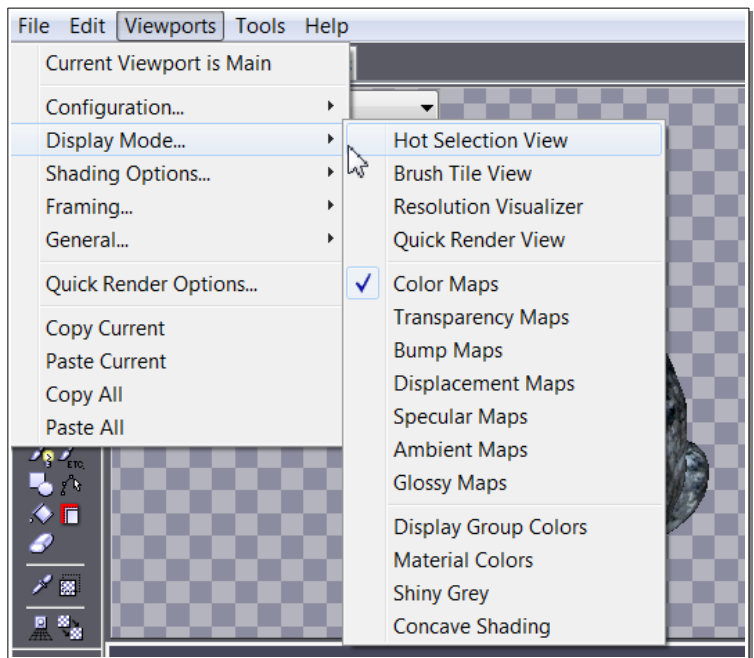 File Edit Viewports Tools Help
Current Viewport is Main
Configuration...
Display Mode...
Shading Options...
Framing...
General...
Quick Render Options...
Copy Current
Paste Current
Copy All
Paste All
Hot Selection View
Brush Tile View
Resolution Visualizer
Quick Render View
Color Maps
Transparency Maps
Bump Maps
Displacement Maps
Specular Maps
Ambient Maps
Glossy Maps
Display Group Colors
Material Colors
Shiny Grey
Concave Shading
ETC.